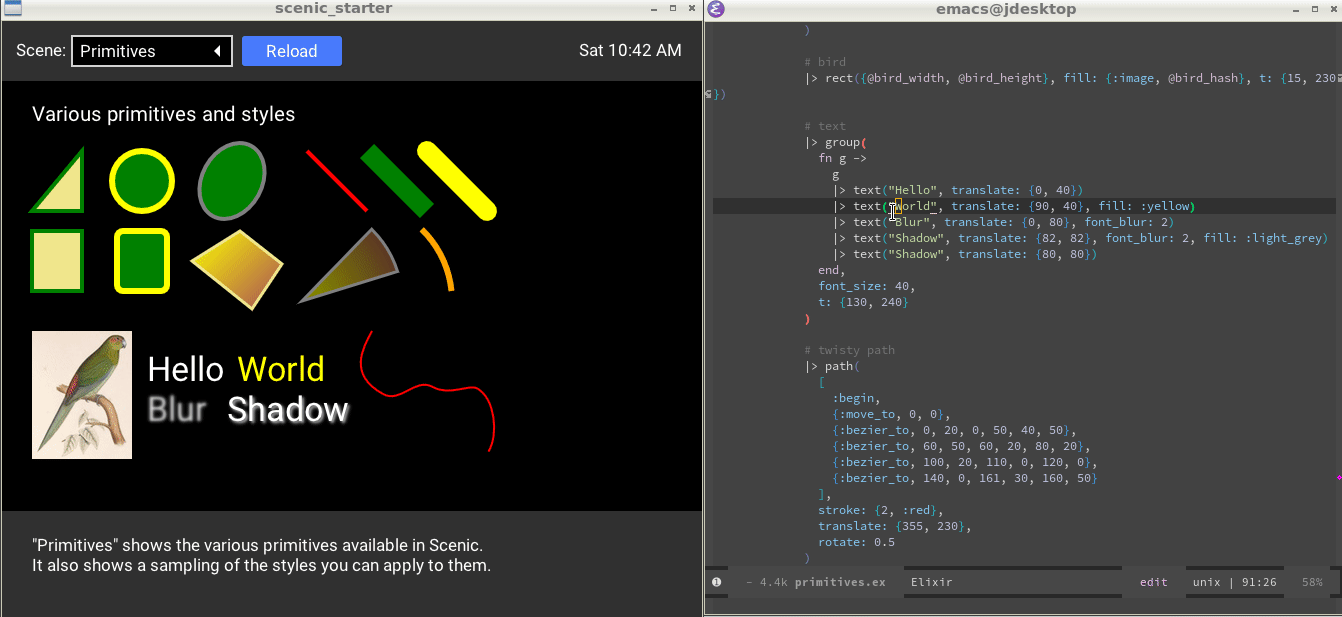 scenic_starter
Scene: Primitives Reload Sat 10:42 AM
Various primitives and styles
Hello World
Blur Shadow
"Primitives" shows the various primitives available in Scenic.
It also shows a sampling of the styles you can apply to them.
emacs@jdesktop
)
# bird
|> rect({@bird_width, @bird_height}, fill: {:image, @bird_hash}, t: {15, 230
})
# text
|> group(
fn g ->
g
|> text("Hello", translate: {0, 40})
|> text("World", translate: {90, 40}, fill: :yellow)
|> text("Blur", translate: {0, 80}, font_blur: 2)
|> text("Shadow", translate: {82, 82}, font_blur: 2, fill: :light_grey)
|> text("Shadow", translate: {80, 80})
end,
font_size: 40,
t: {130, 240}
)
# twisty path
|> path(
[
:begin,
{:move_to, 0, 0},
{:bezier_to, 0, 20, 0, 50, 40, 50},
{:bezier_to, 60, 50, 60, 20, 80, 20},
{:bezier_to, 100, 20, 110, 0, 120, 0},
{:bezier_to, 140, 0, 161, 30, 160, 50}
],
stroke: {2, :red},
translate: {355, 230},
rotate: 0.5
)
❶ - 4.4k primitives.ex Elixir edit unix | 91:26 58%